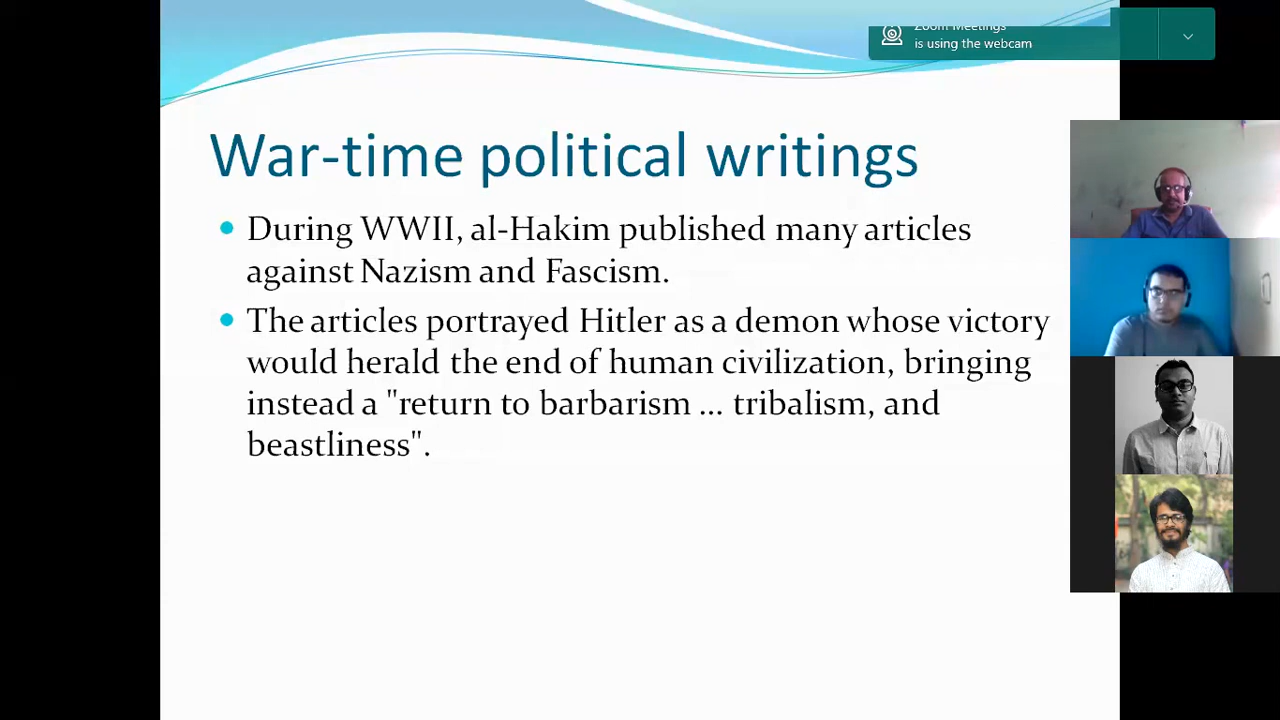 Zoom Meetings
is using the webcam
War-time political writings
During WWII, al-Hakim published many articles
against Nazism and Fascism.
The articles portrayed Hitler as a demon whose victory
would herald the end of human civilization, bringing
instead a "return to barbarism ... tribalism, and
beastliness".